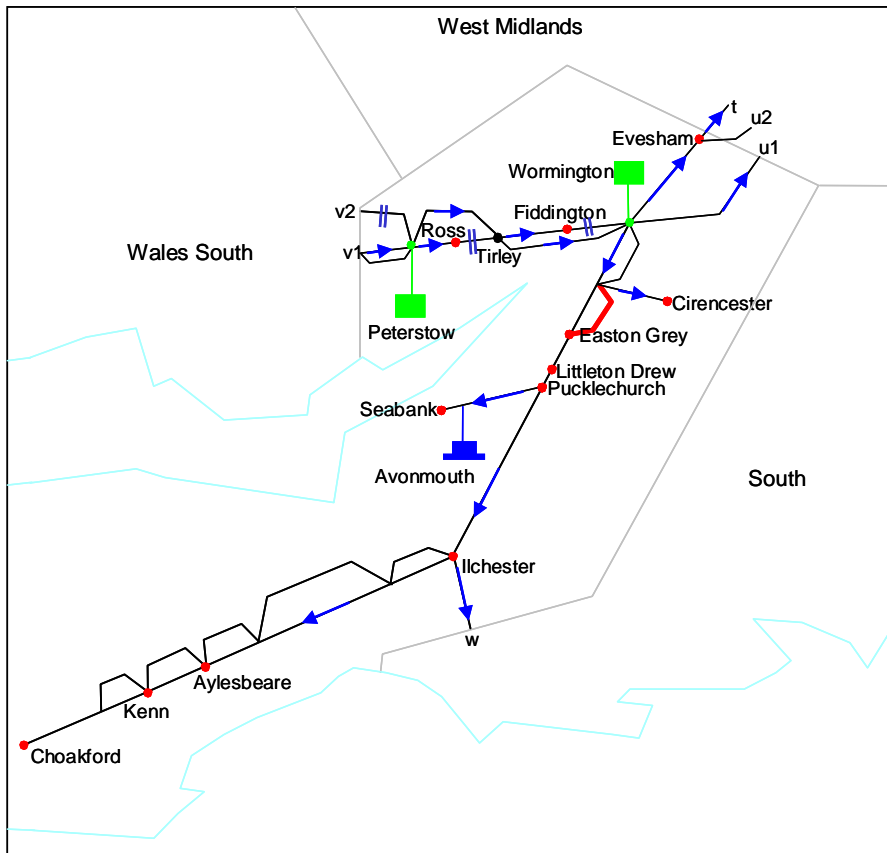 West Midlands
t
u2
Evesham
u1
Wormington
v2
Fiddington
Ross
v1
Tirley
Wales South
Cirencester
Peterstow
Easton Grey
Littleton Drew
Pucklechurch
Seabank
Avonmouth
South
Ilchester
w
Aylesbeare
Kenn
Choakford